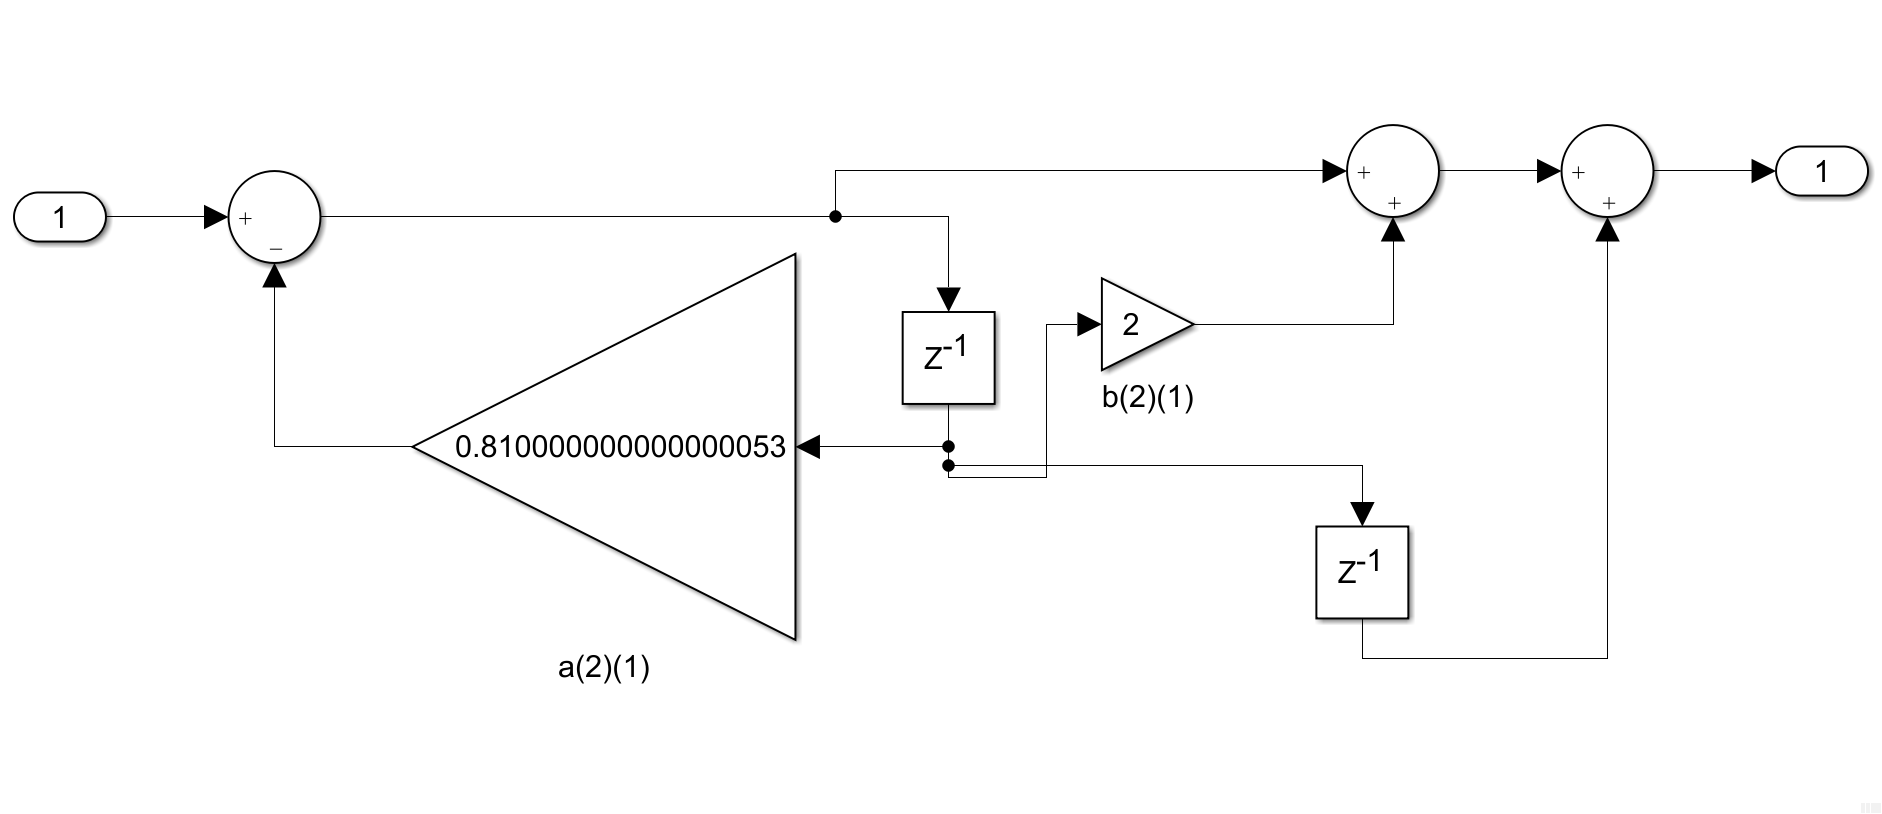 1
+
−
0.810000000000000053
a(2)(1)
Z-1
2
b(2)(1)
+
+
+
+
1
Z-1